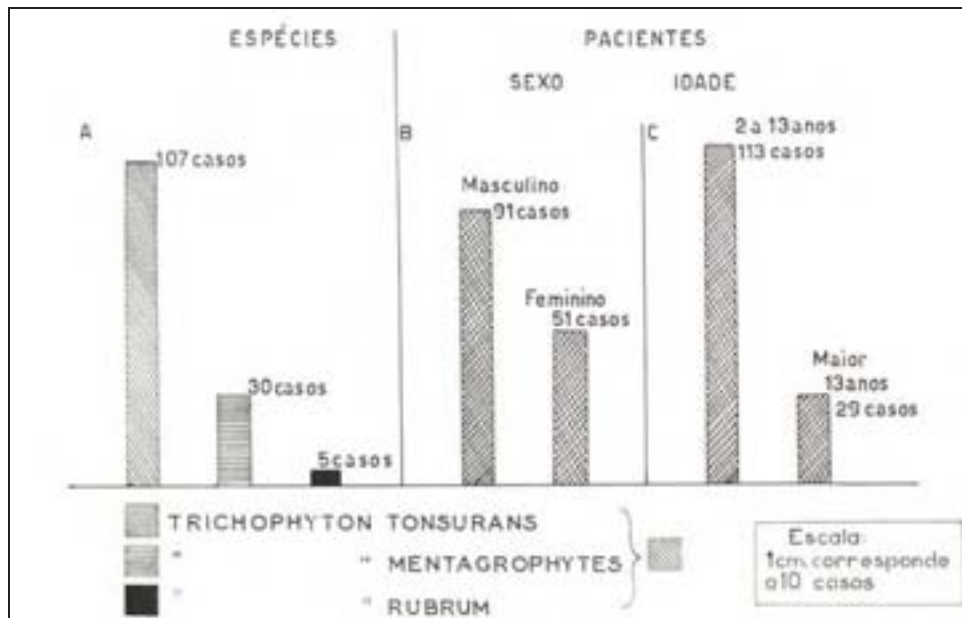 ESPÉCIES
PACIENTES
SEXO
IDADE
A
107 casos
30 casos
5 casos
B
Masculino
91 casos
Feminino
51 casos
C
2 a 13 anos
113 casos
Maior
13 anos
29 casos
TRICHOPHYTON TONSURANS
" " MENTAGROPHYTES
" " RUBRUM
Escala:
1cm. corresponde
a 10 casos